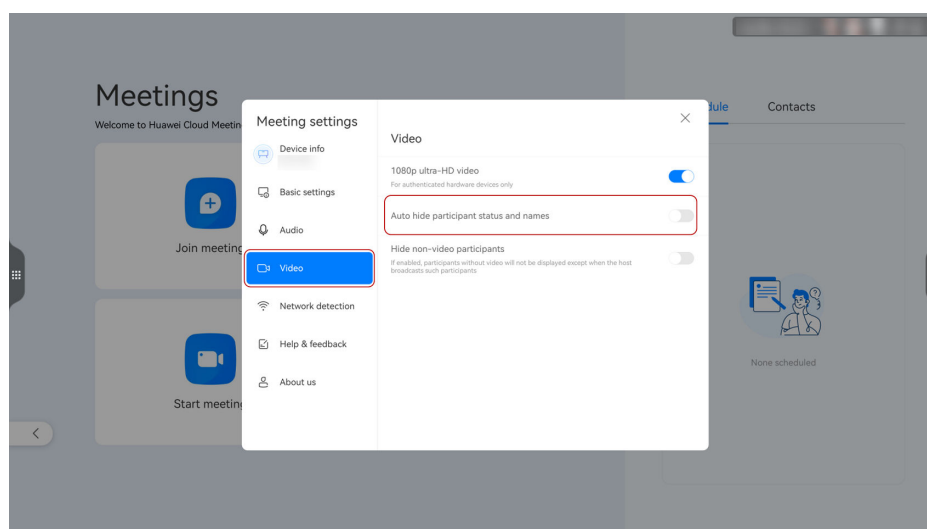 Meetings
Welcome to Huawei Cloud Meetin
Join meeting
Start meeting
Meeting settings
Device info
Basic settings
Audio
Video
Network detection
Help & feedback
About us
Video
1080p ultra-HD video
For authenticated hardware devices only
Auto hide participant status and names
Hide non-video participants
If enabled, participants without video will not be displayed except when the host
broadcasts such participants
dule
Contacts
None scheduled